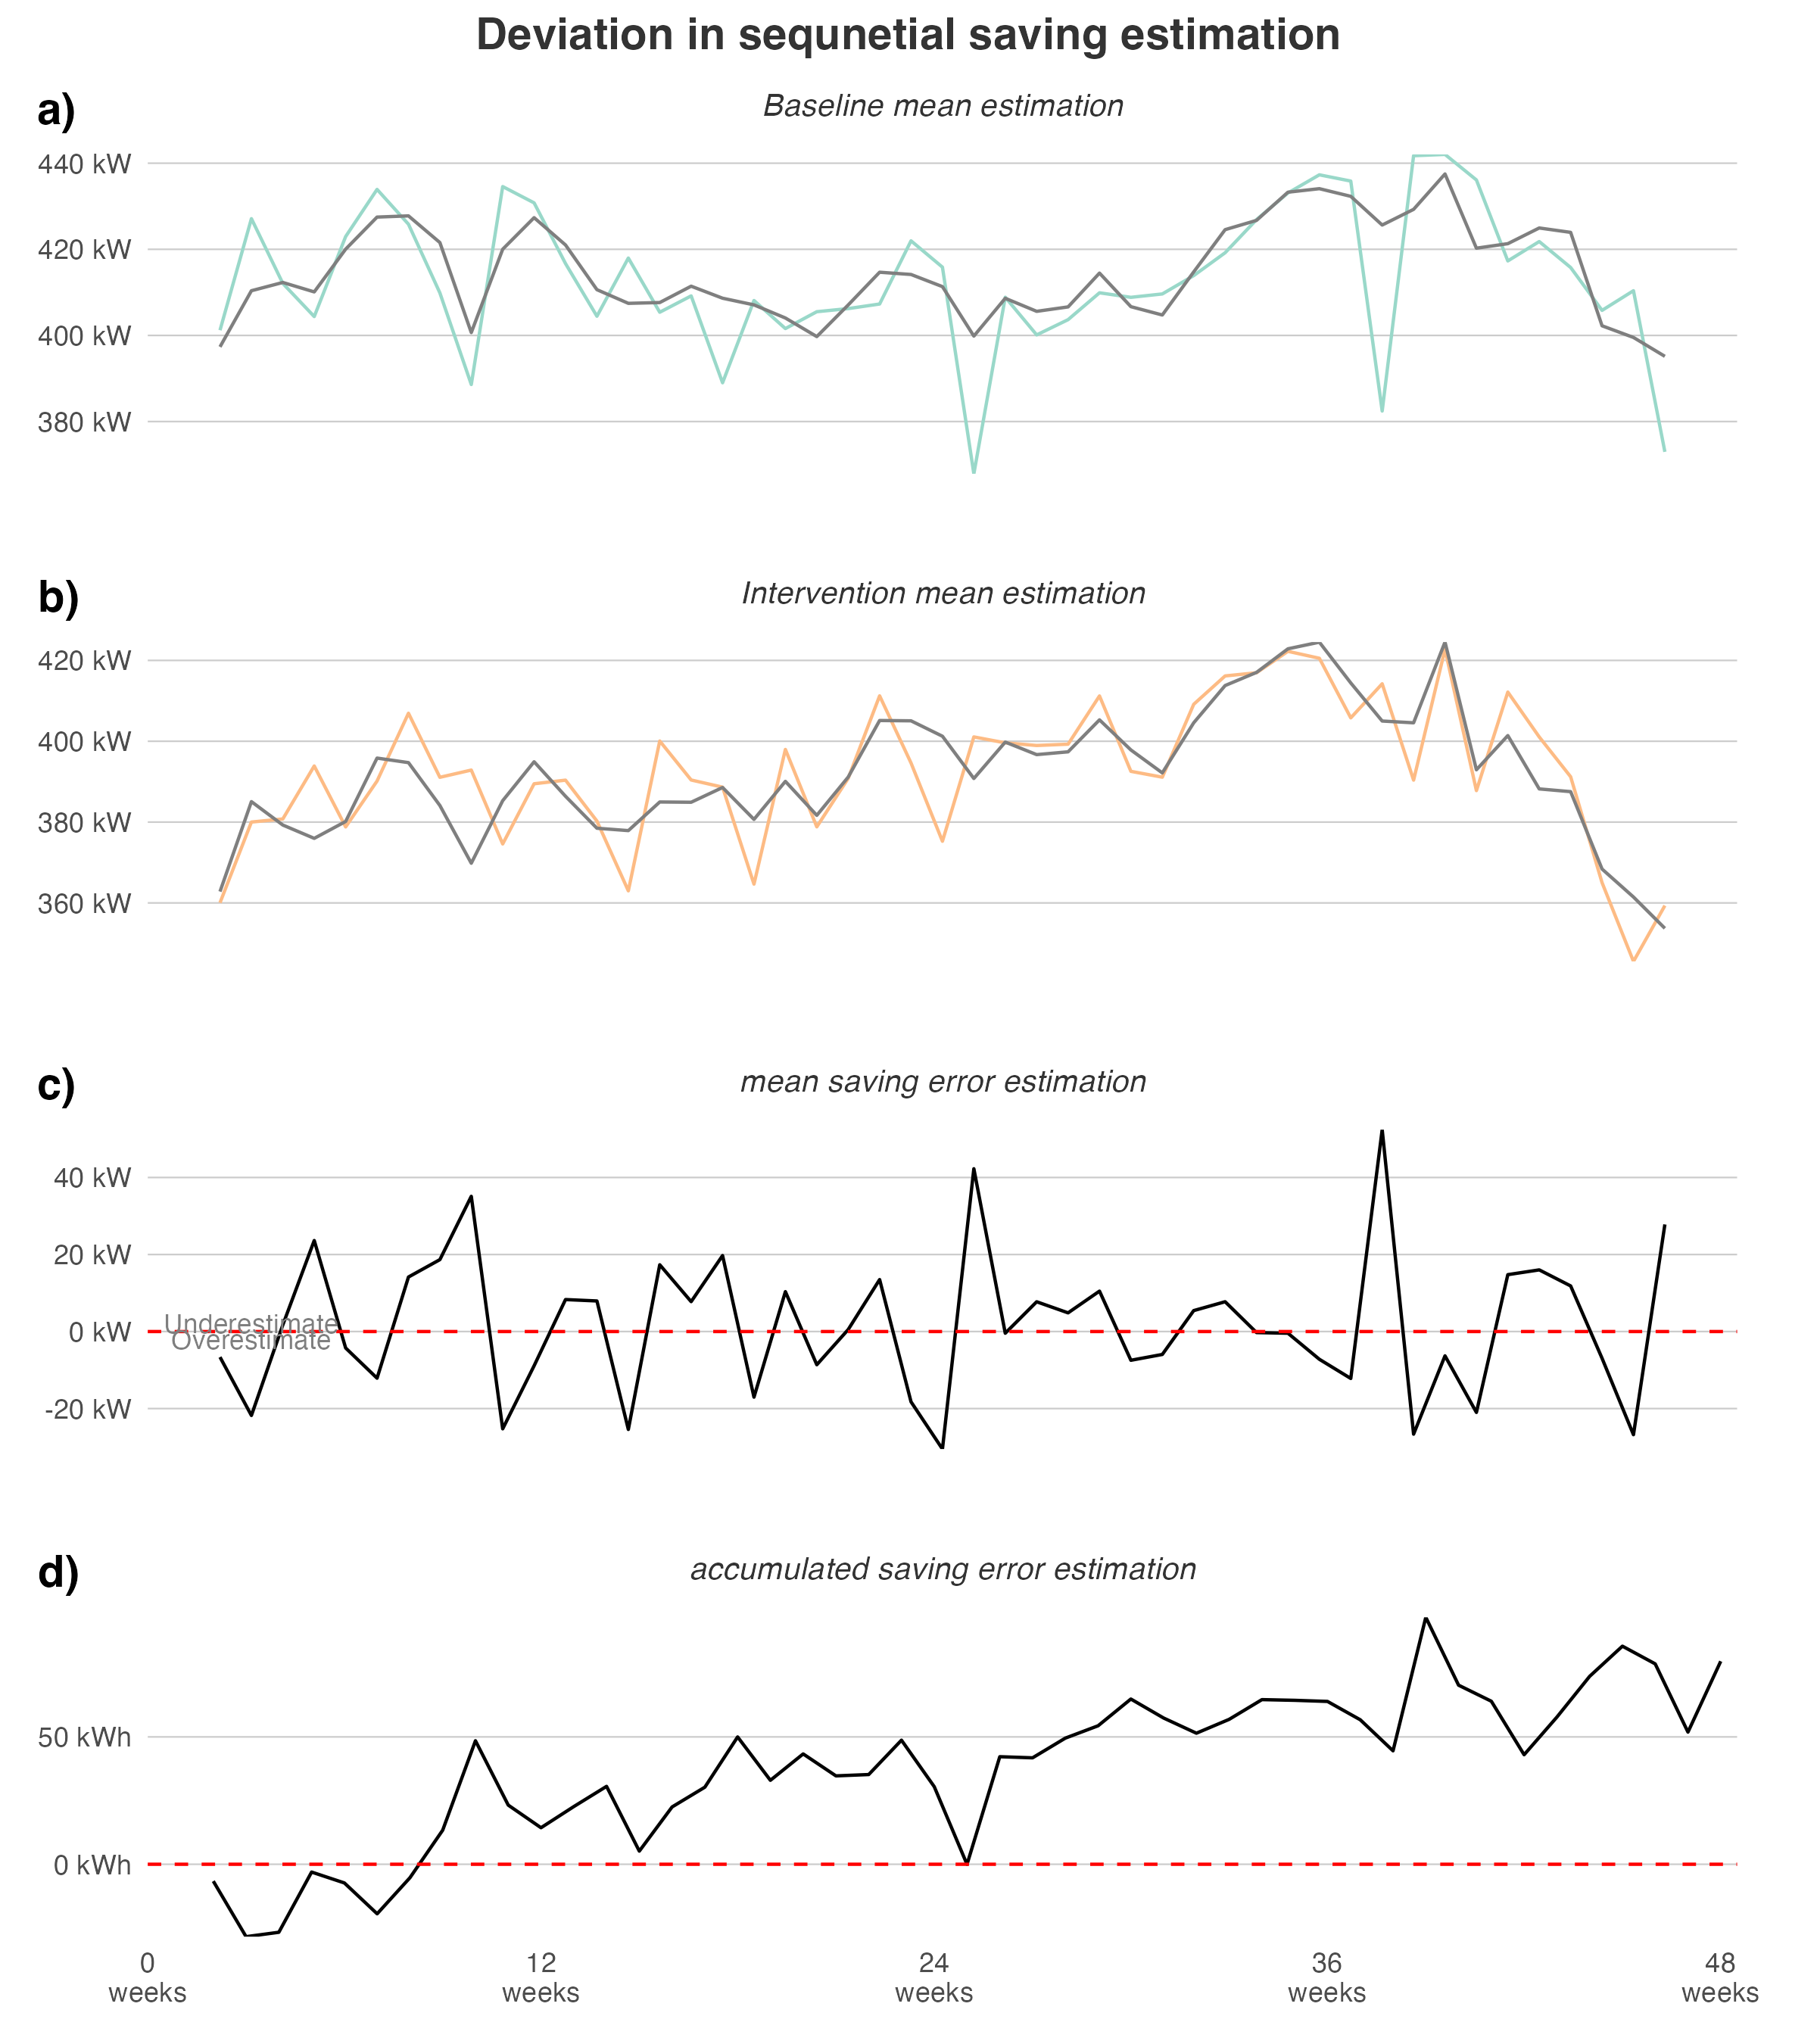 Deviation in sequnetial saving estimation
a)
Baseline mean estimation
440 kW
420 kW
400 kW
380 kW
b)
Intervention mean estimation
420 kW
400 kW
380 kW
360 kW
c)
mean saving error estimation
40 kW
20 kW
Underestimate
0 kW
Overestimate
-20 kW
d)
accumulated saving error estimation
50 kWh
0 kWh
0 12 24 36 48
weeks weeks weeks weeks weeks